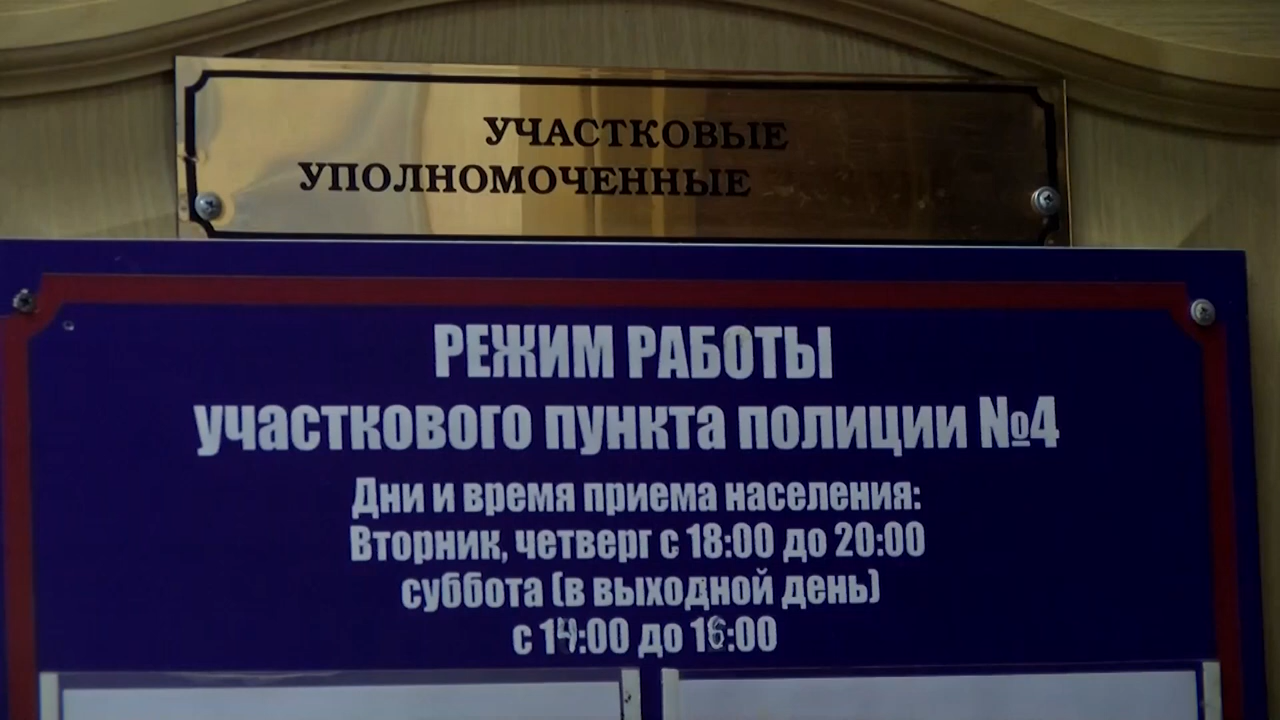 УЧАСТКОВЫЕ
УПОЛНОМОЧЕННЫЕ
РЕЖИМ РАБОТЫ
участкового пункта полиции №4
Дни и время приема населения:
Вторник, четверг с 18:00 до 20:00
суббота (в выходной день)
с 14:00 до 16:00